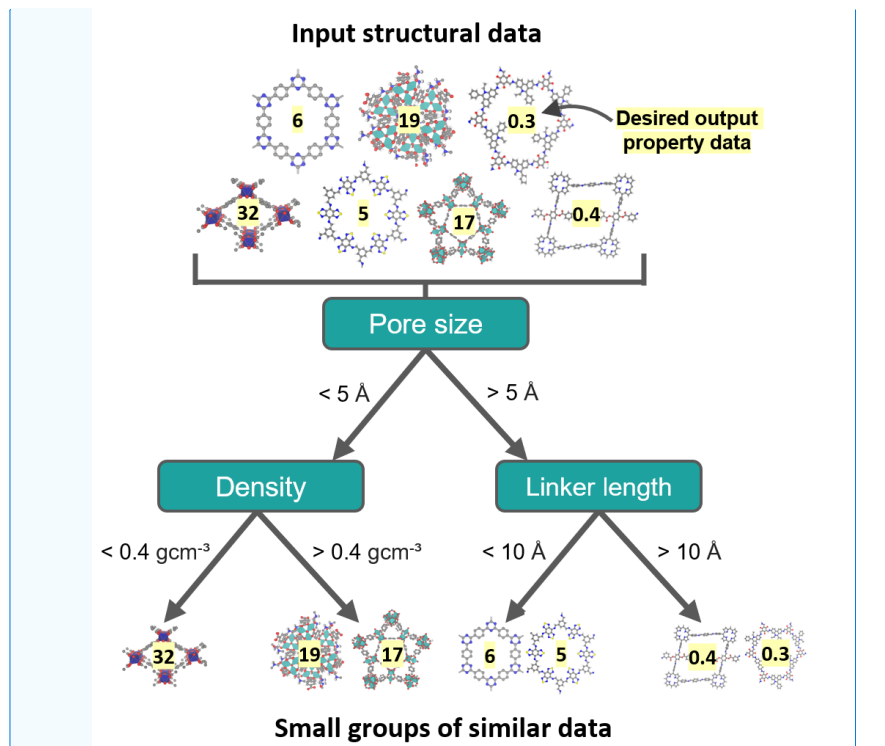 Input structural data
6
19
0.3
Desired output
property data
32
5
17
0.4
Pore size
< 5 Å
> 5 Å
Density
Linker length
< 0.4 gcm⁻³
> 0.4 gcm⁻³
< 10 Å
> 10 Å
32
19
17
6
5
0.4
0.3
Small groups of similar data